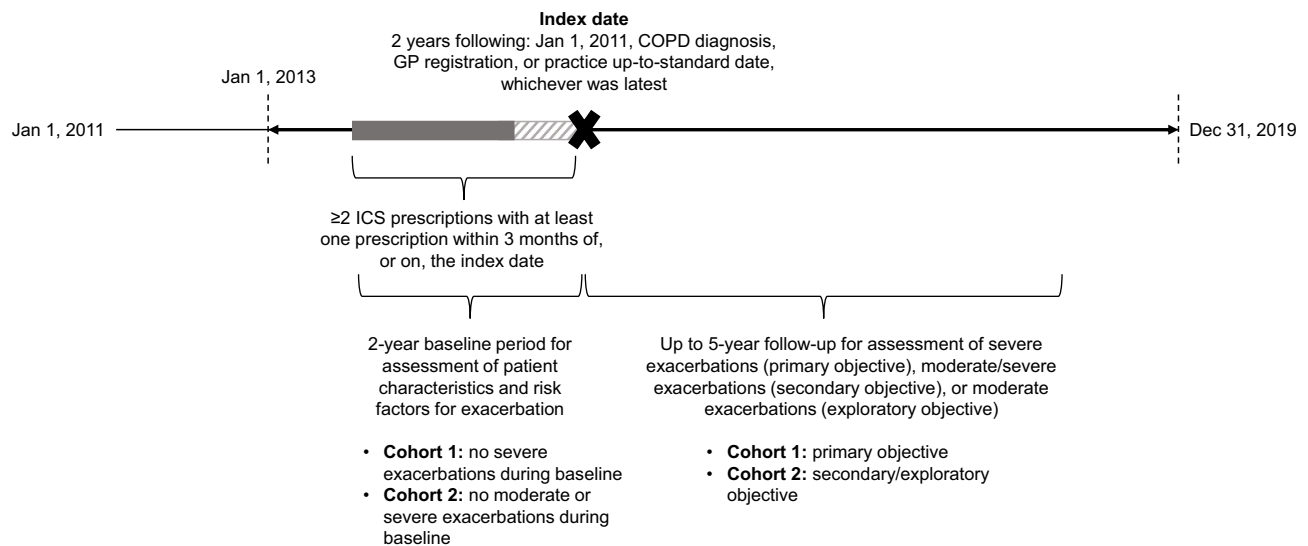 Index date
2 years following: Jan 1, 2011, COPD diagnosis,
GP registration, or practice up-to-standard date,
whichever was latest
Jan 1, 2013
Jan 1, 2011
Dec 31, 2019
≥2 ICS prescriptions with at least
one prescription within 3 months of,
or on, the index date
2-year baseline period for
assessment of patient
characteristics and risk
factors for exacerbation
• Cohort 1: no severe
exacerbations during baseline
• Cohort 2: no moderate or
severe exacerbations during
baseline
Up to 5-year follow-up for assessment of severe
exacerbations (primary objective), moderate/severe
exacerbations (secondary objective), or moderate
exacerbations (exploratory objective)
• Cohort 1: primary objective
• Cohort 2: secondary/exploratory
objective